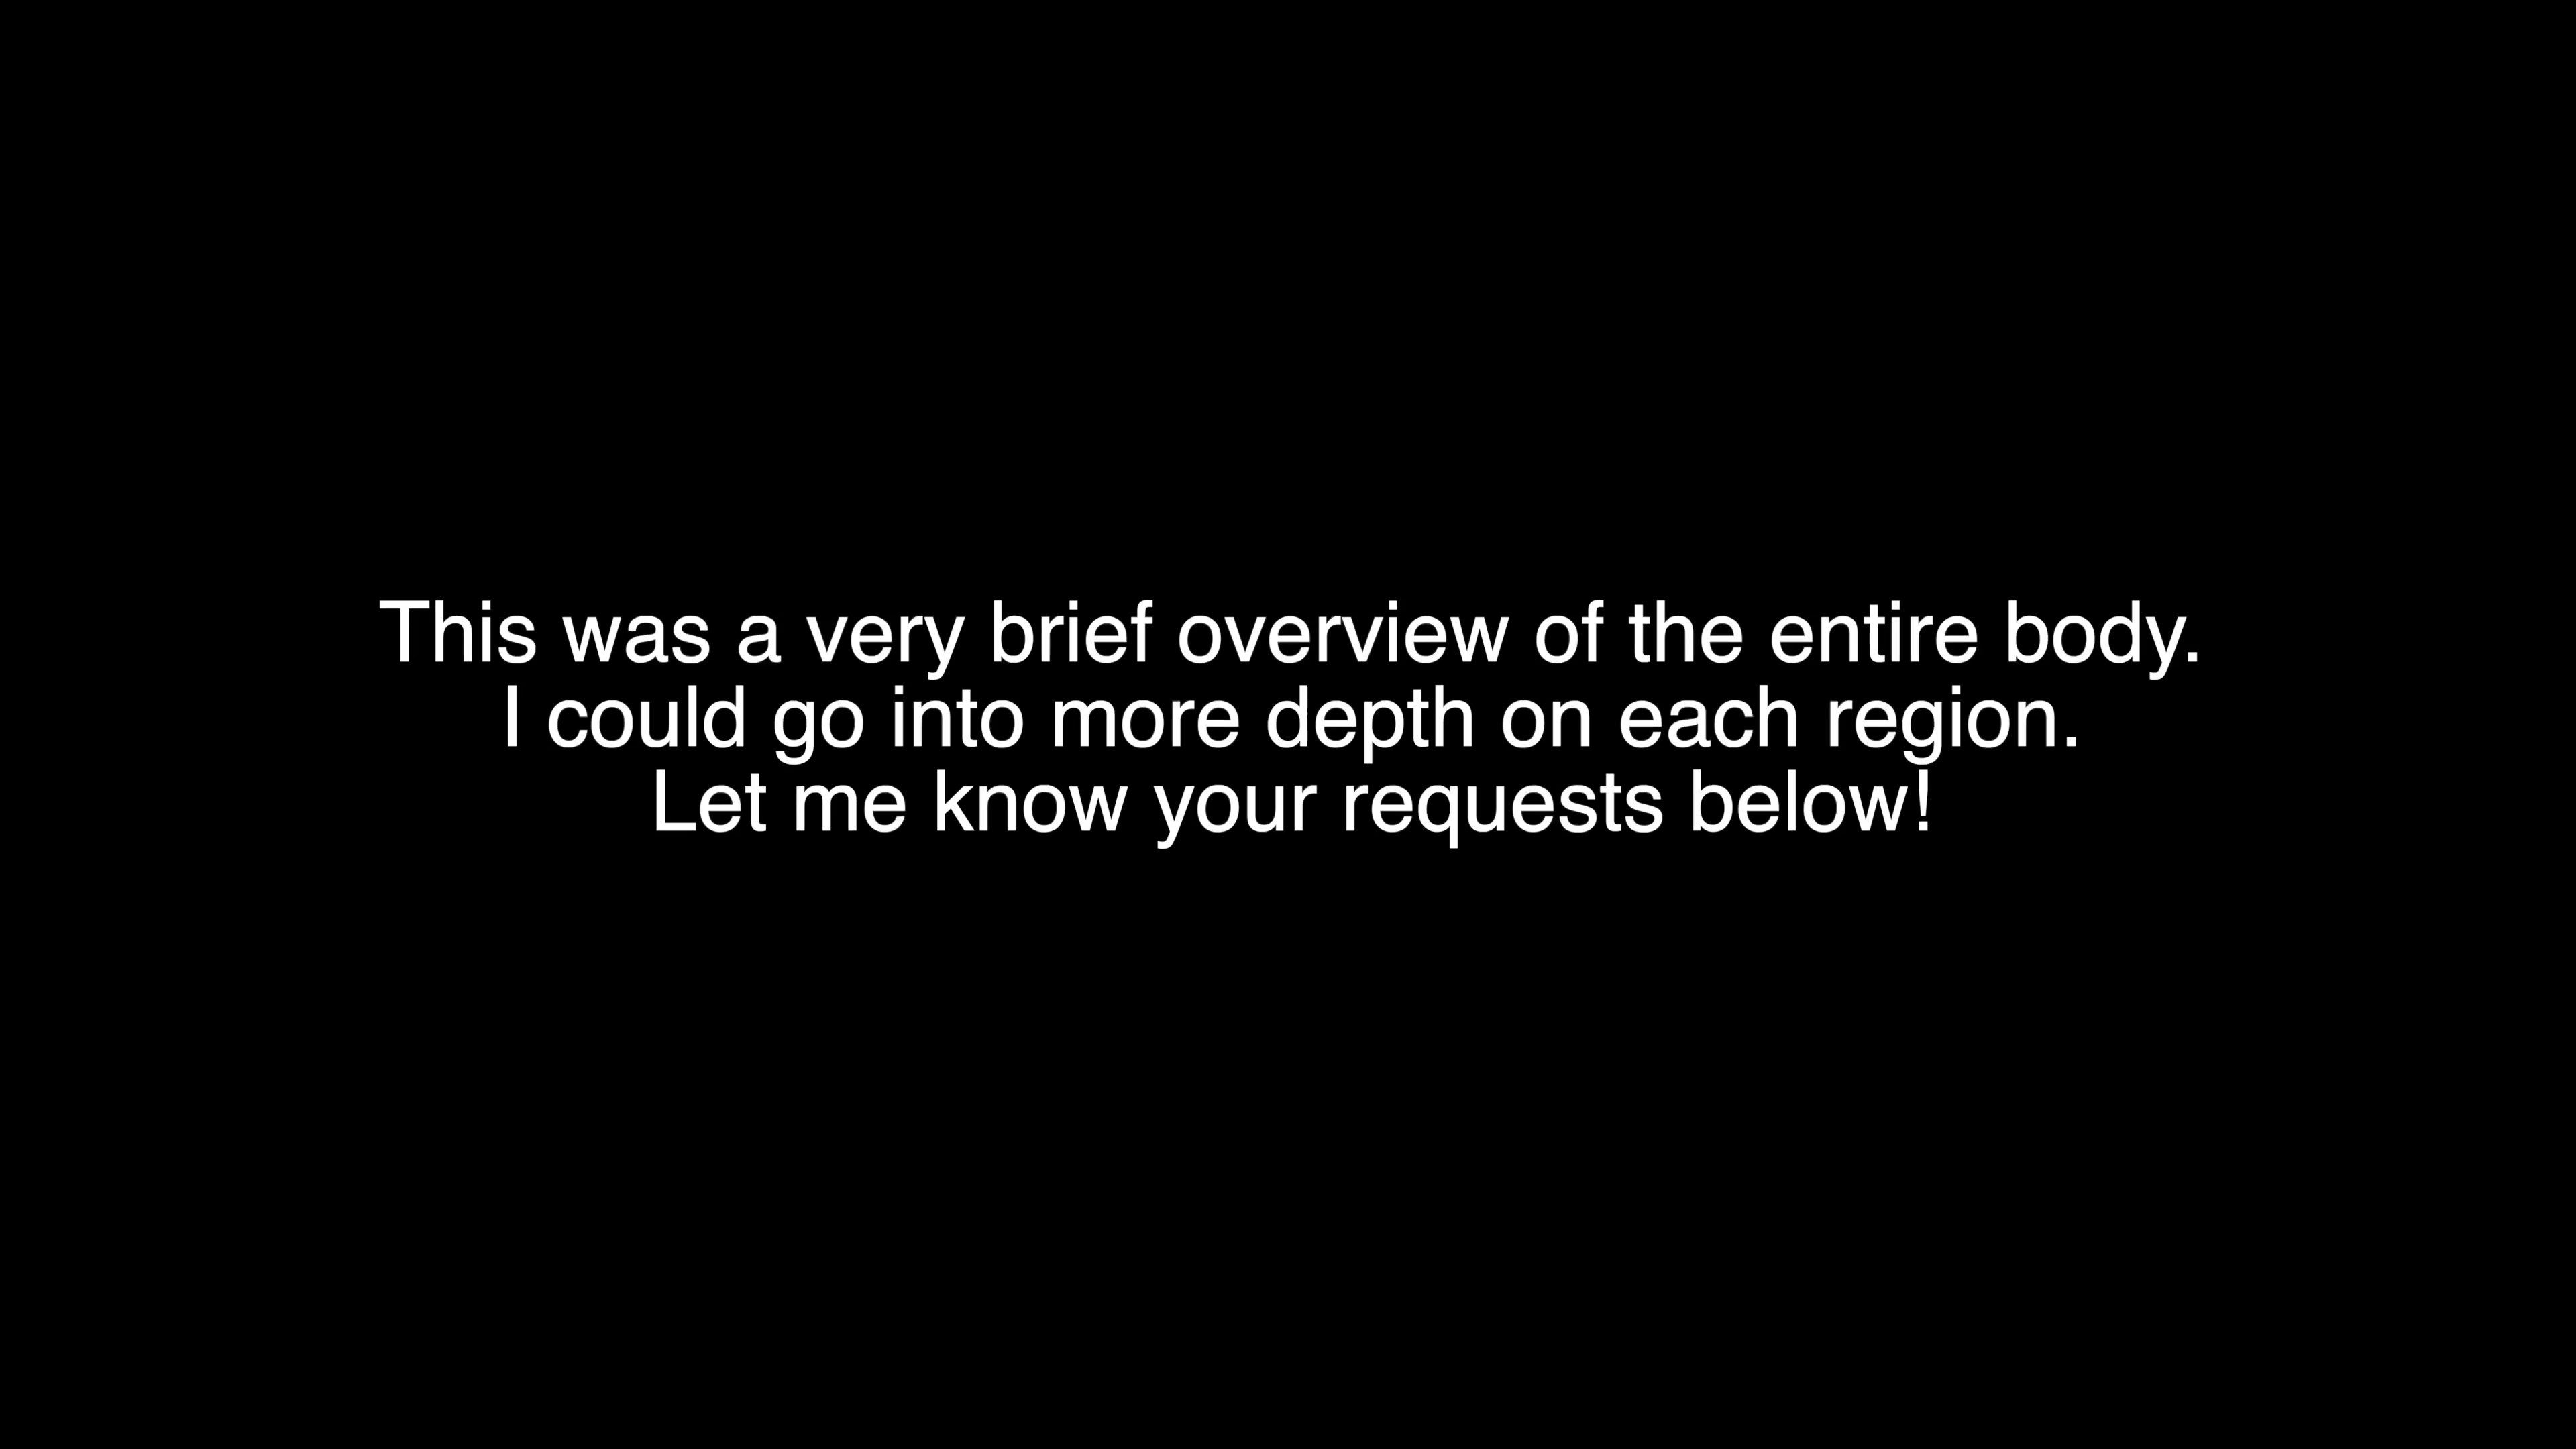 This was a very brief overview of the entire body.
I could go into more depth on each region.
Let me know your requests below!